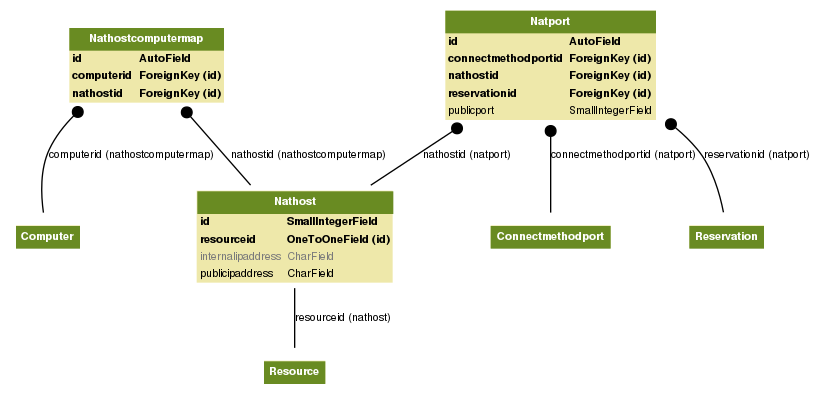 Nathostcomputermap
id AutoField
computerid ForeignKey (id)
nathostid ForeignKey (id)
Natport
id AutoField
connectmethodportid ForeignKey (id)
nathostid ForeignKey (id)
reservationid ForeignKey (id)
publicport SmallIntegerField
computerid (nathostcomputermap) nathostid (nathostcomputermap) nathostid (natport) connectmethodportid (natport) reservationid (natport)
Nathost
id SmallIntegerField
resourceid OneToOneField (id)
internalipaddress CharField
publicipaddress CharField
Computer
Connectmethodport
Reservation
resourceid (nathost)
Resource